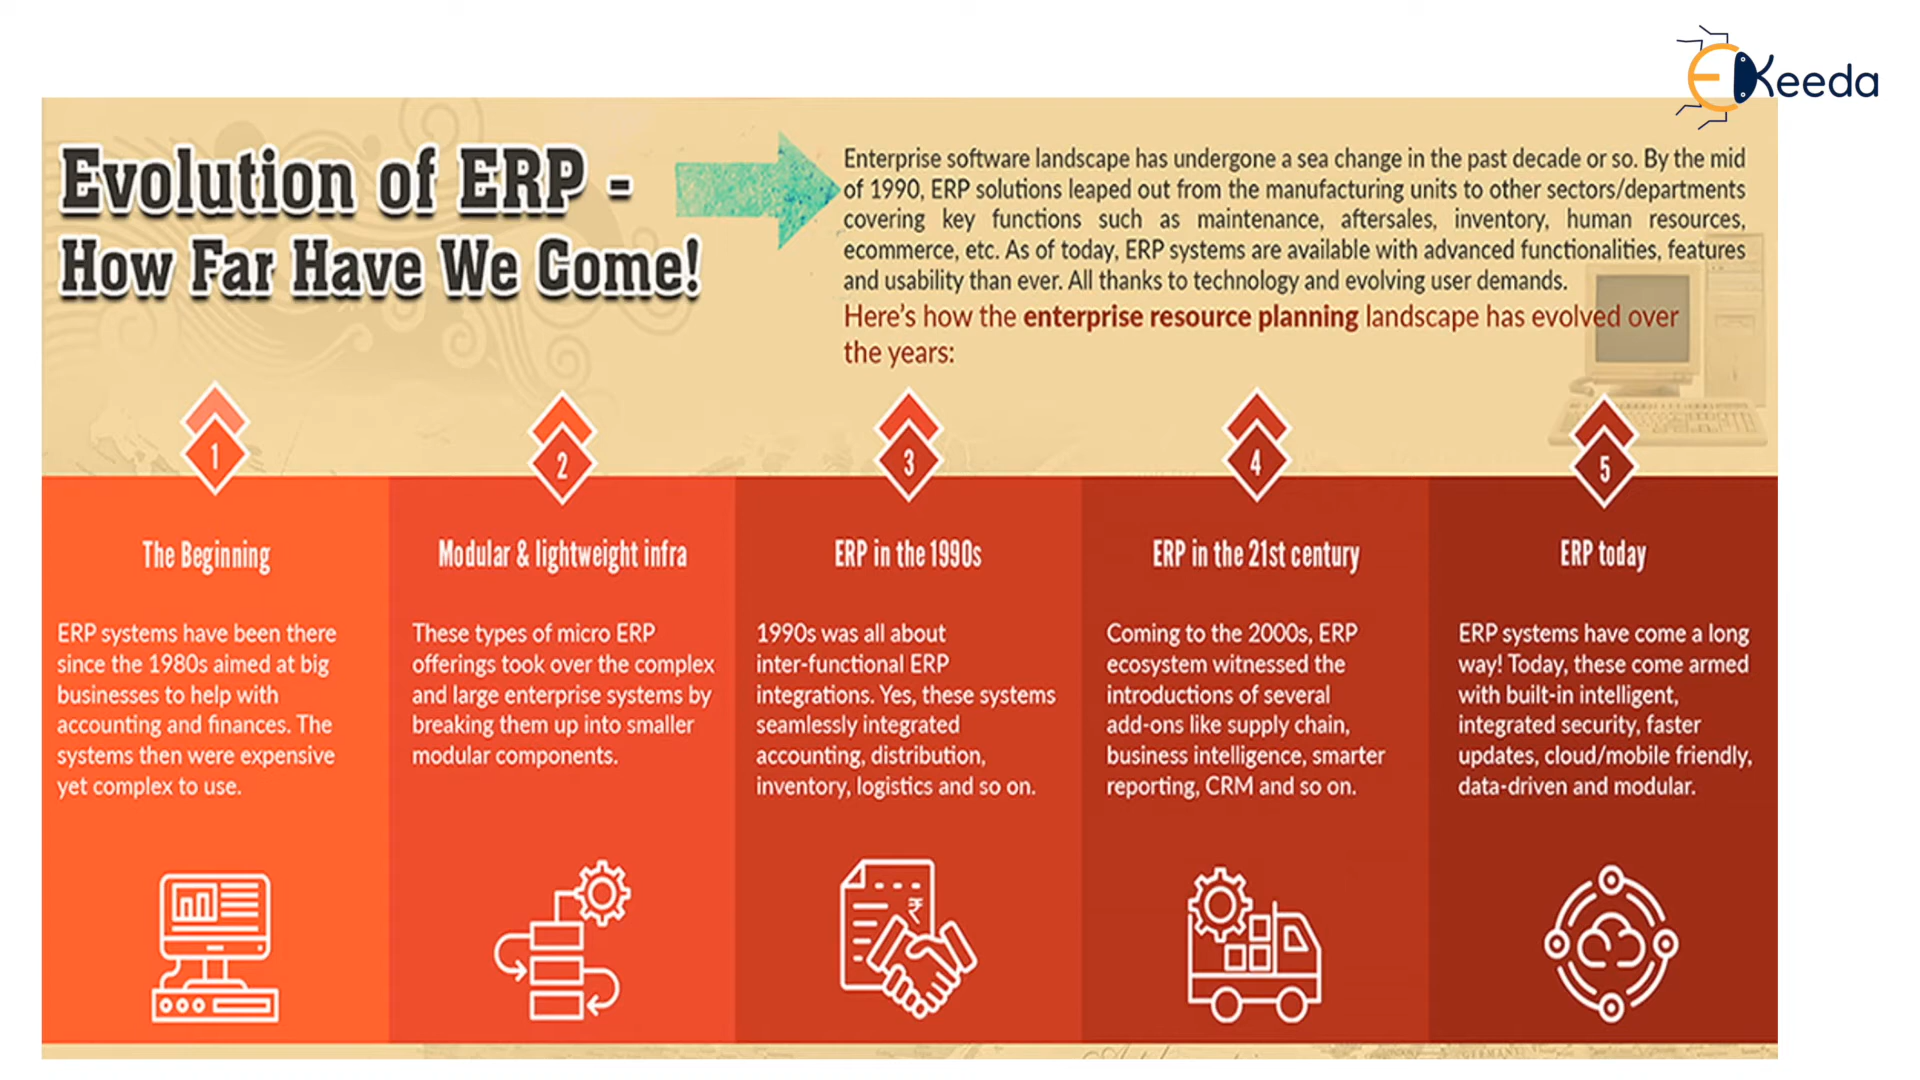 EKeeda
Evolution of ERP -
How Far Have We Come!
Enterprise software landscape has undergone a sea change in the past decade or so. By the mid
of 1990, ERP solutions leaped out from the manufacturing units to other sectors/departments
covering key functions such as maintenance, aftersales, inventory, human resources,
ecommerce, etc. As of today, ERP systems are available with advanced functionalities, features
and usability than ever. All thanks to technology and evolving user demands.
Here's how the enterprise resource planning landscape has evolved over
the years:
1
The Beginning
ERP systems have been there
since the 1980s aimed at big
businesses to help with
accounting and finances. The
systems then were expensive
yet complex to use.
2
Modular & lightweight infra
These types of micro ERP
offerings took over the complex
and large enterprise systems by
breaking them up into smaller
modular components.
3
ERP in the 1990s
1990s was all about
inter-functional ERP
integrations. Yes, these systems
seamlessly integrated
accounting, distribution,
inventory, logistics and so on.
₹
4
ERP in the 21st century
Coming to the 2000s, ERP
ecosystem witnessed the
introductions of several
add-ons like supply chain,
business intelligence, smarter
reporting, CRM and so on.
5
ERP today
ERP systems have come a long
way! Today, these come armed
with built-in intelligent,
integrated security, faster
updates, cloud/mobile friendly,
data-driven and modular.